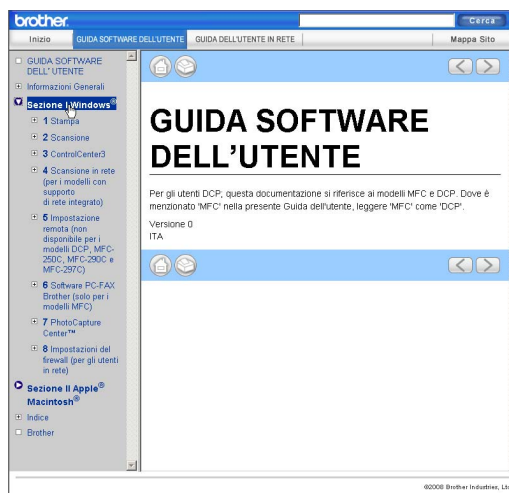 brother
Cerca
Inizio
GUIDA SOFTWARE DELL'UTENTE
GUIDA DELL'UTENTE IN RETE
Mappa Sito
GUIDA SOFTWARE
DELL' UTENTE
Informazioni Generali
Sezione I Windows®
1 Stampa
2 Scansione
3 ControlCenter3
4 Scansione in rete
(per i modelli con
supporto
di rete integrato)
5 Impostazione
remota (non
disponibile per i
modelli DCP, MFC-
250C, MFC-290C e
MFC-297C)
6 Software PC-FAX
Brother (solo per i
modelli MFC)
7 PhotoCapture
Center™
8 Impostazioni del
firewall (per gli utenti
in rete)
Sezione II Apple®
Macintosh®
Indice
Brother
GUIDA SOFTWARE
DELL'UTENTE
Per gli utenti DCP; questa documentazione si riferisce ai modelli MFC e DCP. Dove è
menzionato 'MFC' nella presente Guida dell'utente, leggere 'MFC' come 'DCP'.
Versione 0
ITA
©2008 Brother Industries, Lt